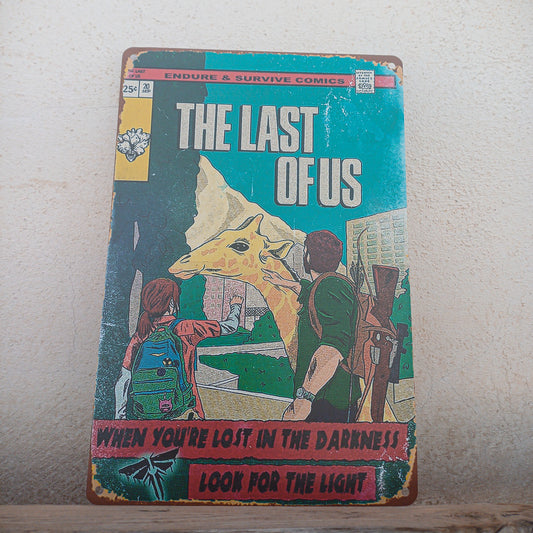 THE LAST
OF US
ENDURE & SURVIVE COMICS
25¢
20
SEP
THE LAST
OF US
WHEN YOU'RE LOST IN THE DARKNESS
LOOK FOR THE LIGHT